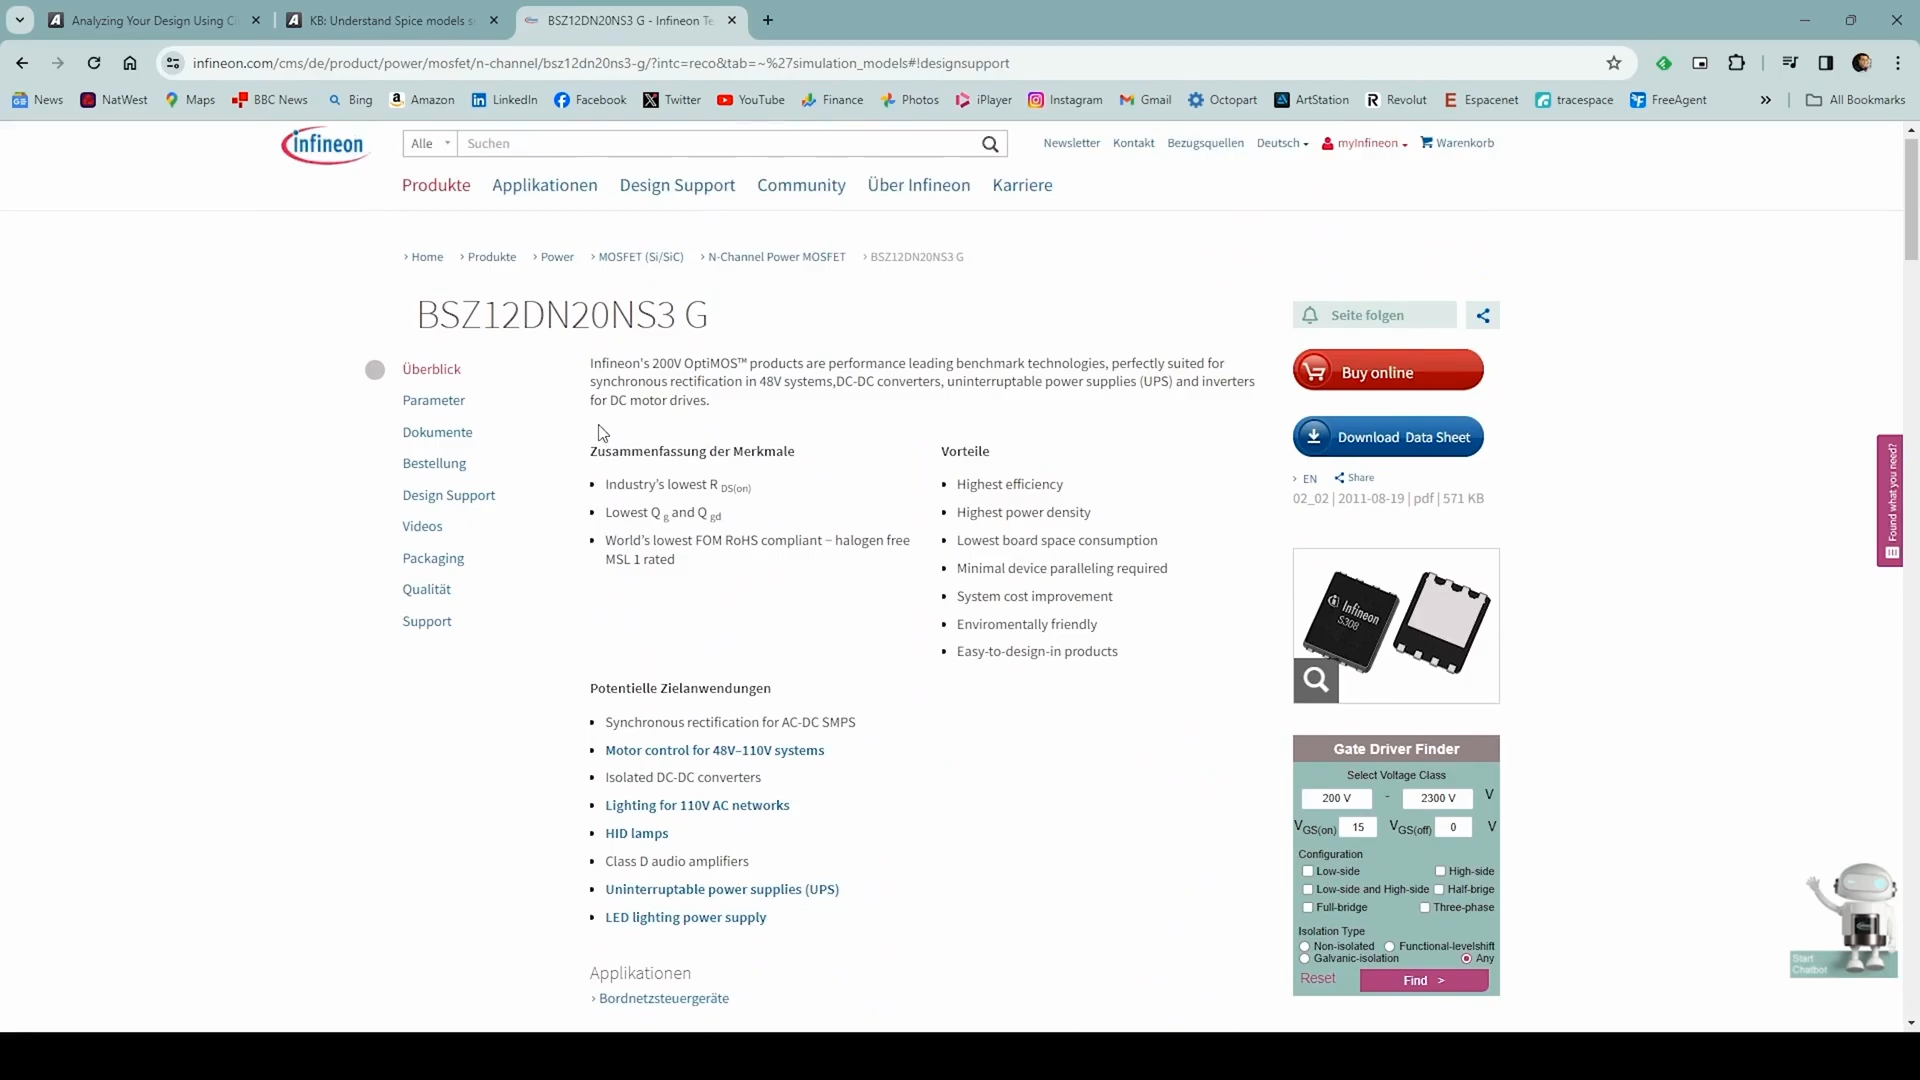 Analyzing Your Design Using Ci
KB: Understand Spice models s
BSZ12DN20NS3 G - Infineon Te
infineon.com/cms/de/product/power/mosfet/n-channel/bsz12dn20ns3-g/?intc=reco&tab=~%27simulation_models#!designsupport
News
NatWest
Maps
BBC News
Bing
Amazon
LinkedIn
Facebook
Twitter
YouTube
Finance
Photos
iPlayer
Instagram
Gmail
Octopart
ArtStation
Revolut
Espacenet
tracespace
FreeAgent
»
All Bookmarks
infineon
Alle
Suchen
Newsletter
Kontakt
Bezugsquellen
Deutsch
myInfineon
Warenkorb
Produkte
Applikationen
Design Support
Community
Über Infineon
Karriere
› Home › Produkte › Power › MOSFET (Si/SiC) › N-Channel Power MOSFET › BSZ12DN20NS3 G
BSZ12DN20NS3 G
Seite folgen
Überblick
Parameter
Dokumente
Bestellung
Design Support
Videos
Packaging
Qualität
Support
Infineon's 200V OptiMOS™ products are performance leading benchmark technologies, perfectly suited for
synchronous rectification in 48V systems,DC-DC converters, uninterruptable power supplies (UPS) and inverters
for DC motor drives.
Zusammenfassung der Merkmale
• Industry's lowest R DS(on)
• Lowest Q g and Q gd
• World's lowest FOM RoHS compliant – halogen free
MSL 1 rated
Vorteile
• Highest efficiency
• Highest power density
• Lowest board space consumption
• Minimal device paralleling required
• System cost improvement
• Enviromentally friendly
• Easy-to-design-in products
Potentielle Zielanwendungen
• Synchronous rectification for AC-DC SMPS
• Motor control for 48V–110V systems
• Isolated DC-DC converters
• Lighting for 110V AC networks
• HID lamps
• Class D audio amplifiers
• Uninterruptable power supplies (UPS)
• LED lighting power supply
Applikationen
› Bordnetzsteuergeräte
Buy online
Download Data Sheet
› EN Share
02_02 | 2011-08-19 | pdf | 571 KB
Infineon
S308
Gate Driver Finder
Select Voltage Class
200 V - 2300 V V
VGS(on) 15 VGS(off) 0 V
Configuration
Low-side High-side
Low-side and High-side Half-brige
Full-bridge Three-phase
Isolation Type
Non-isolated Functional-levelshift
Galvanic-isolation Any
Reset Find >
Found what you need?
Start
Chatbot